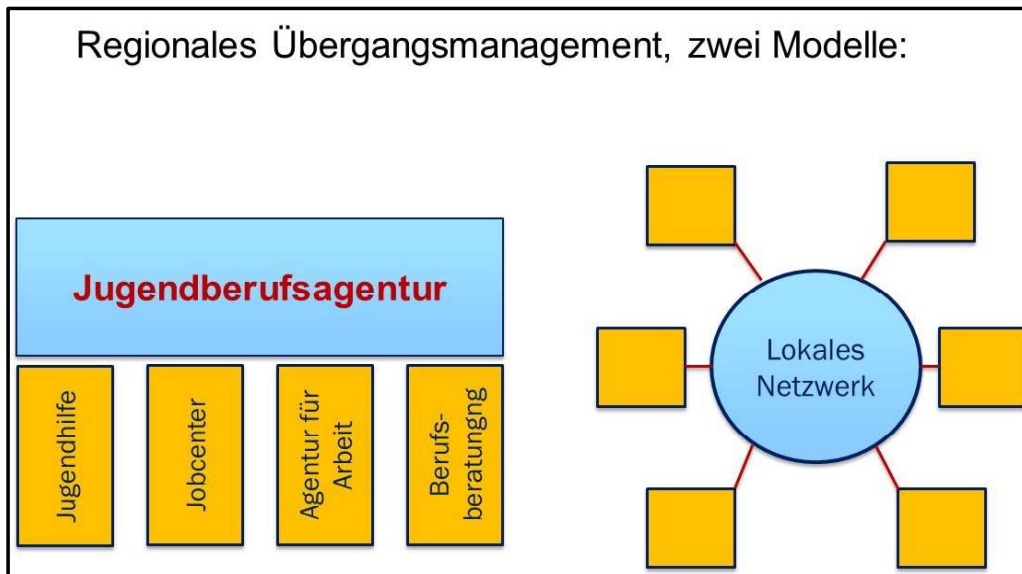 Regionales Übergangsmanagement, zwei Modelle:
Jugendberufsagentur
Jugendhilfe
Jobcenter
Agentur für
Arbeit
Berufs-
beratungng
Lokales
Netzwerk